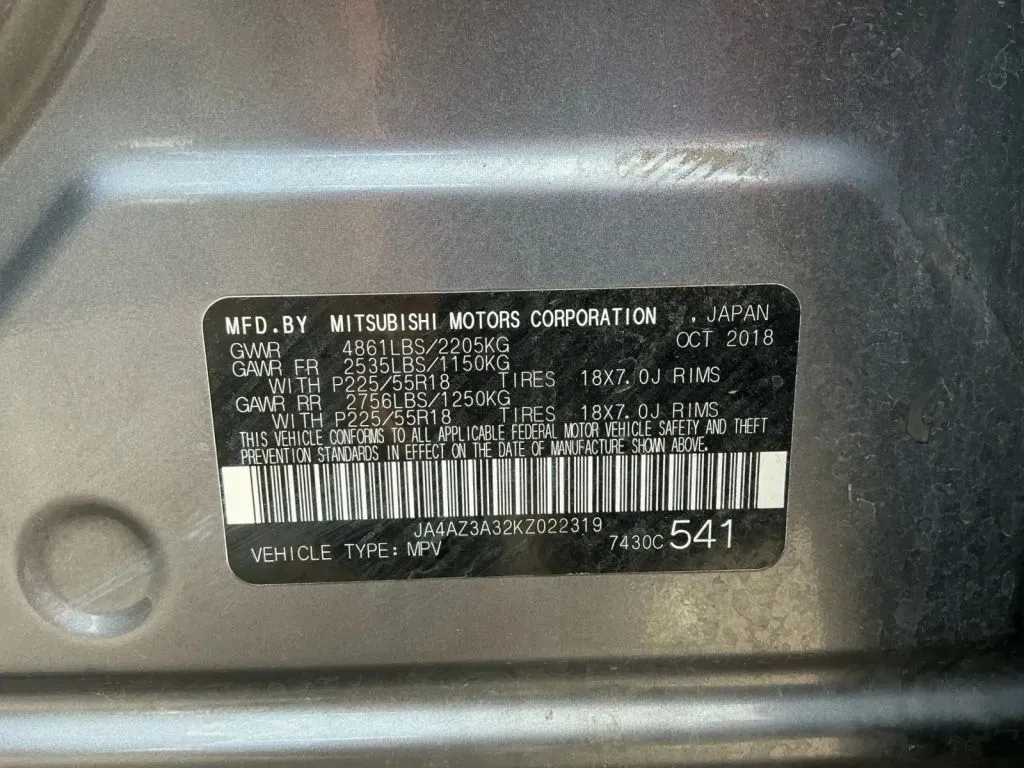 MFD.BY MITSUBISHI MOTORS CORPORATION , JAPAN
GVWR 4861LBS/2205KG OCT 2018
GAWR FR 2535LBS/1150KG
WITH P225/55R18 TIRES 18X7.0J RIMS
GAWR RR 2756LBS/1250KG
WITH P225/55R18 TIRES 18X7.0J RIMS
THIS VEHICLE CONFORMS TO ALL APPLICABLE FEDERAL MOTOR VEHICLE SAFETY AND THEFT
PREVENTION STANDARDS IN EFFECT ON THE DATE OF MANUFACTURE SHOWN ABOVE.
JA4AZ3A32KZ022319
VEHICLE TYPE: MPV 7430C 541